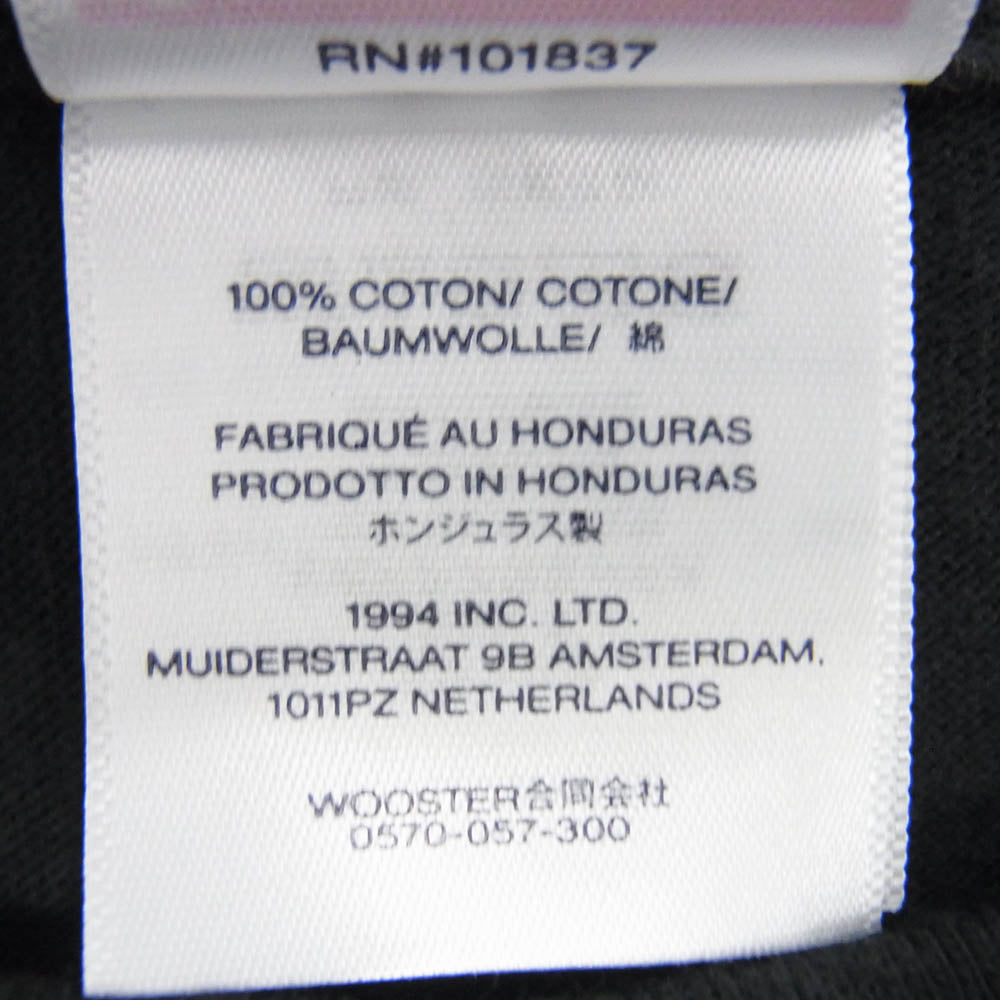 RN#101837
100% COTON/ COTONE/
BAUMWOLLE/ 綿
FABRIQUÉ AU HONDURAS
PRODOTTO IN HONDURAS
ホンジュラス製
1994 INC. LTD.
MUIDERSTRAAT 9B AMSTERDAM,
1011PZ NETHERLANDS
WOOSTER合同会社
0570-057-300